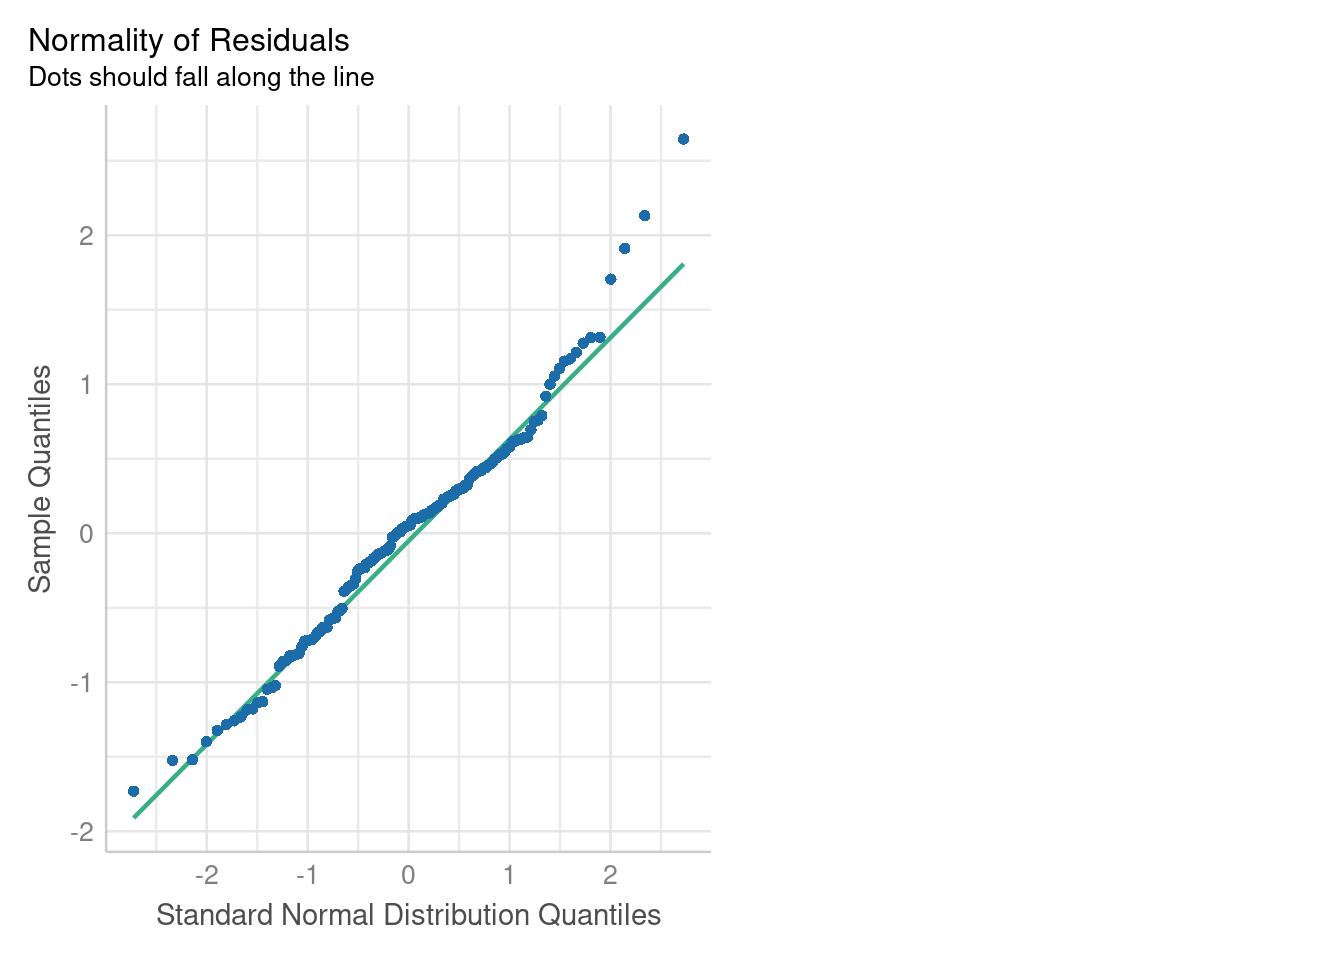 Normality of Residuals
Dots should fall along the line
Sample Quantiles
2
1
0
-1
-2
-2 -1 0 1 2
Standard Normal Distribution Quantiles